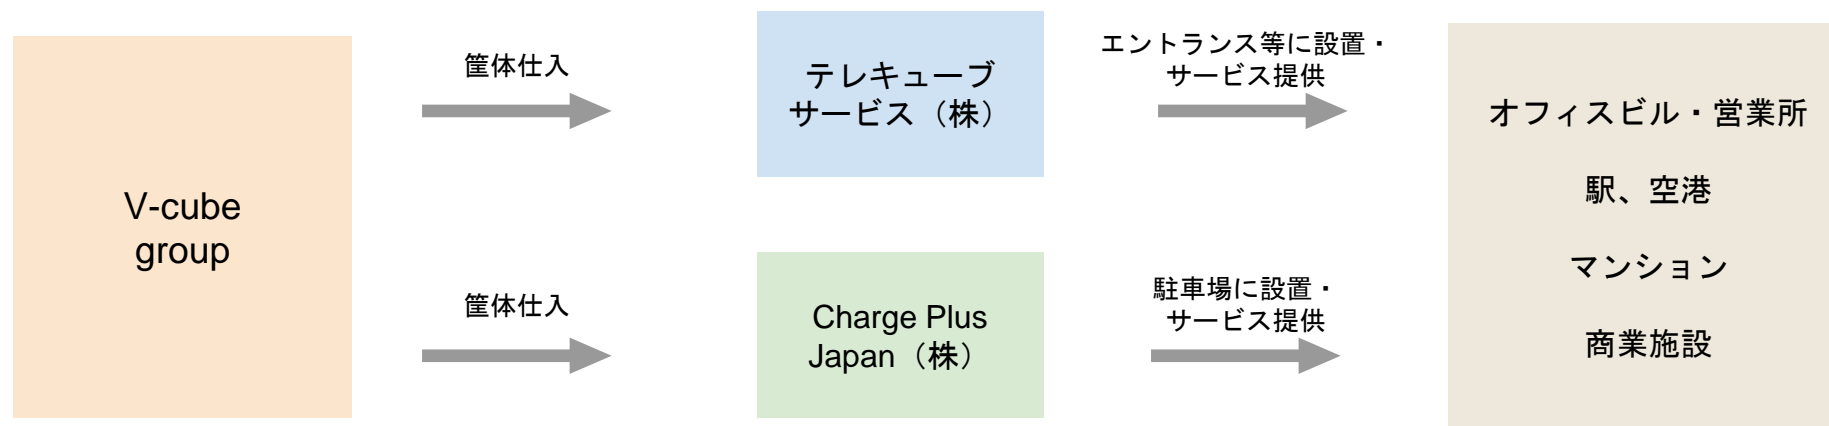 V-cube
group
筐体仕入
筐体仕入
テレキューブ
サービス（株）
Charge Plus
Japan（株）
エントランス等に設置・
サービス提供
駐車場に設置・
サービス提供
オフィスビル・営業所
駅、空港
マンション
商業施設